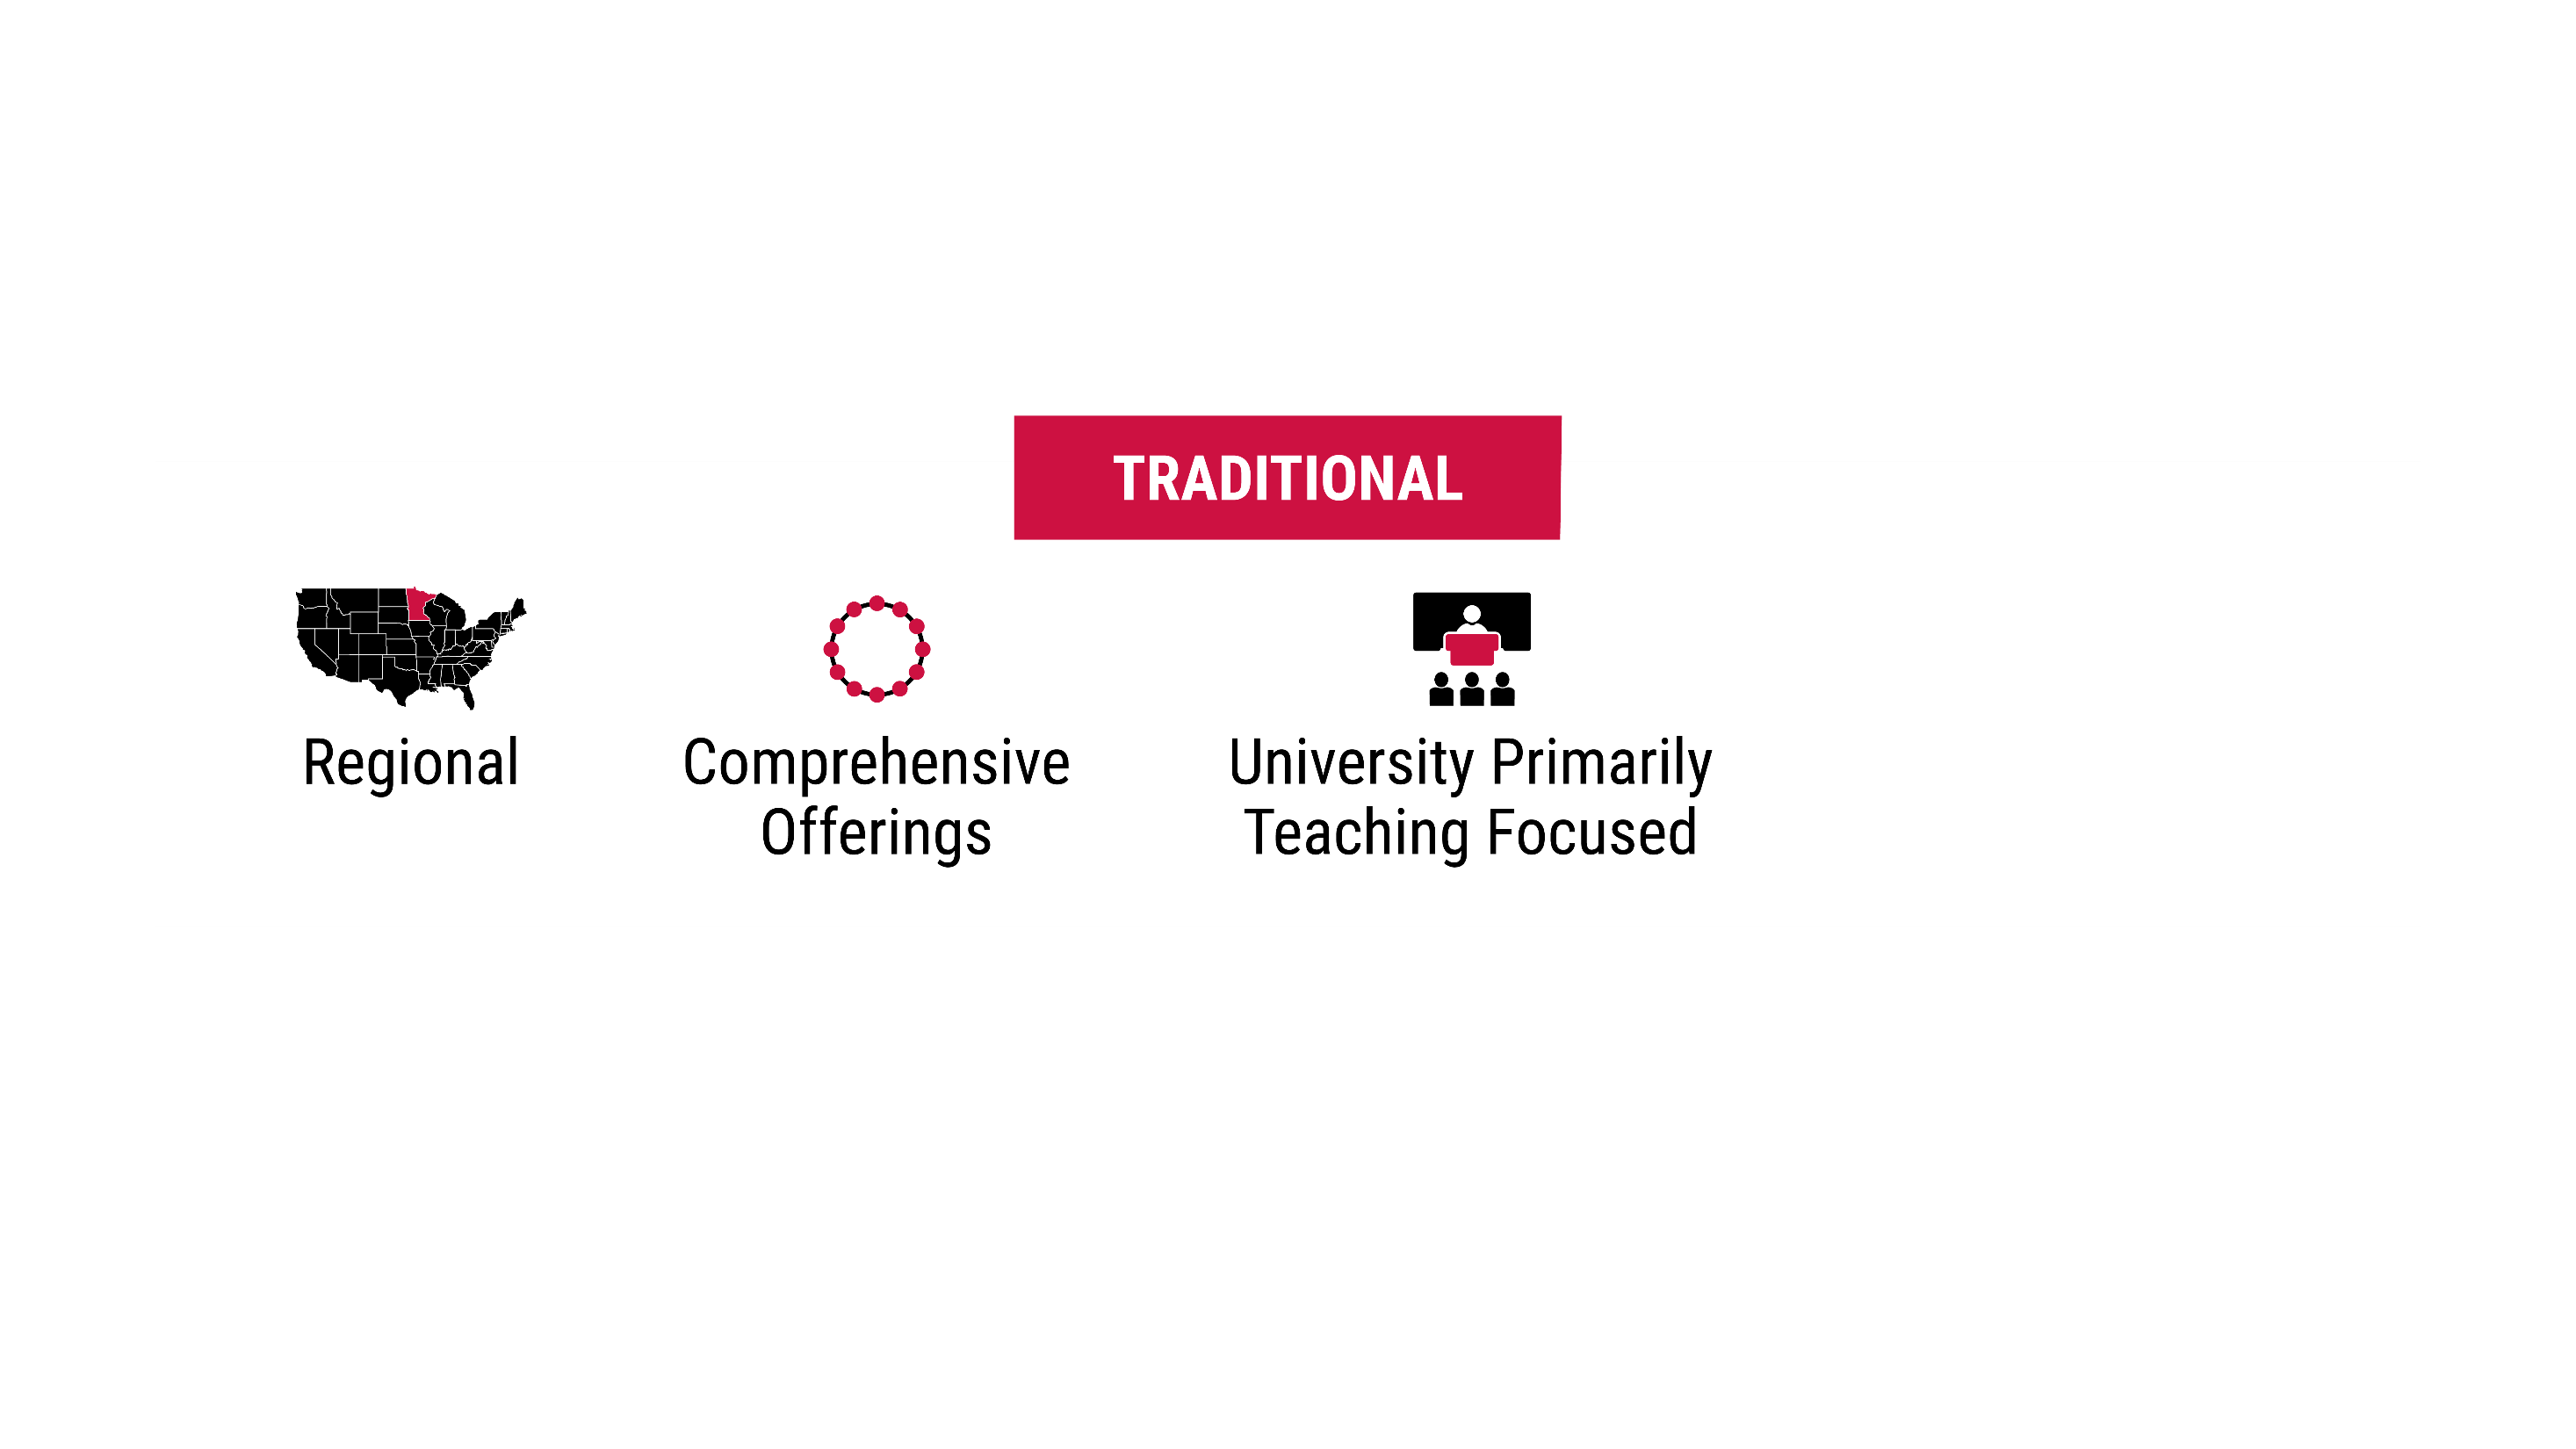 TRADITIONAL
Regional
Comprehensive
Offerings
University Primarily
Teaching Focused